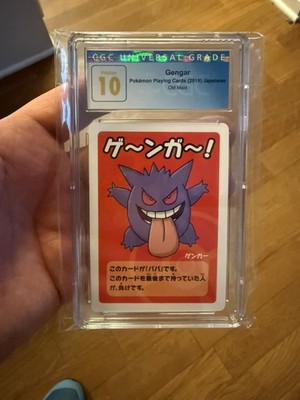 CGC UNIVERSAL GRADE
Pristine
10
Gengar
Pokémon Playing Cards (2019) Japanese
Old Maid
ゲ〜ンガ〜!
ゲンガー
このカードが「ババ」です。
このカードを最後まで持っていた人
が、負けです。